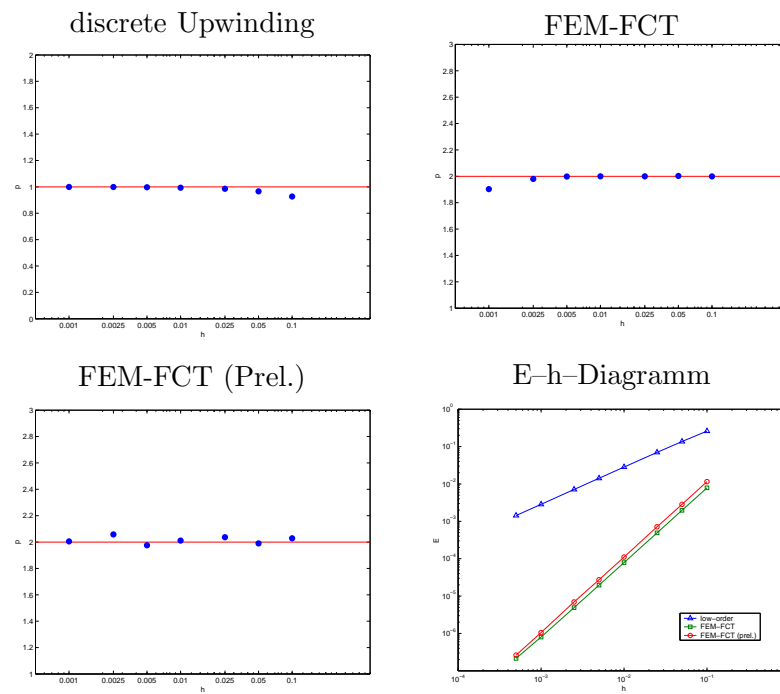 discrete Upwinding
2
1.8
1.6
1.4
1.2
1
0.8
0.6
0.4
0.2
0
p
0.001 0.0025 0.005 0.01 0.025 0.05 0.1
h
FEM-FCT
3
2.8
2.6
2.4
2.2
2
1.8
1.6
1.4
1.2
1
p
0.001 0.0025 0.005 0.01 0.025 0.05 0.1
h
FEM-FCT (Prel.)
3
2.8
2.6
2.4
2.2
2
1.8
1.6
1.4
1.2
1
p
0.001 0.0025 0.005 0.01 0.025 0.05 0.1
h
E–h–Diagramm
10⁰
10⁻¹
10⁻²
10⁻³
10⁻⁴
10⁻⁵
10⁻⁶
E
low−order
FEM−FCT
FEM−FCT (prel.)
10⁻⁴ 10⁻³ 10⁻² 10⁻¹
h